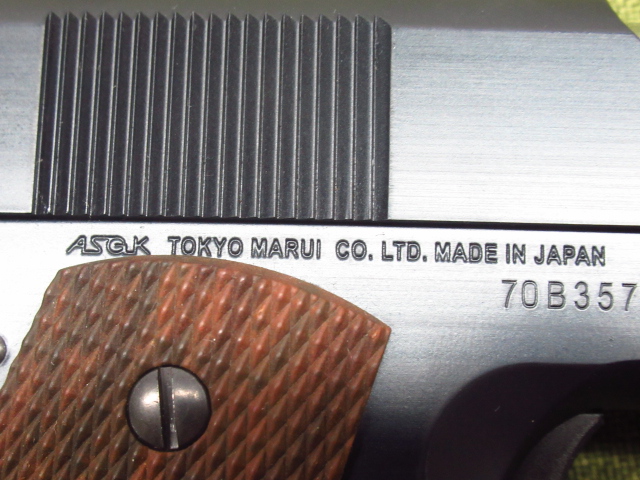 ASGK TOKYO MARUI CO. LTD. MADE IN JAPAN
70B357